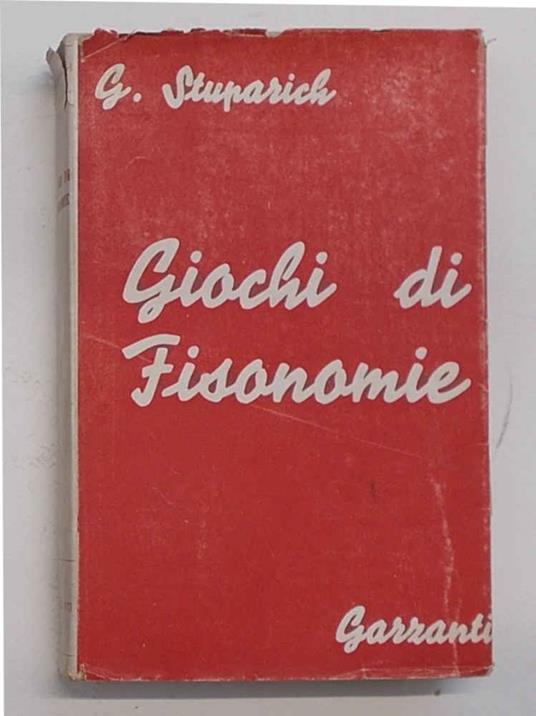 G. Stuparich
Giochi di
Fisonomie
Garzanti